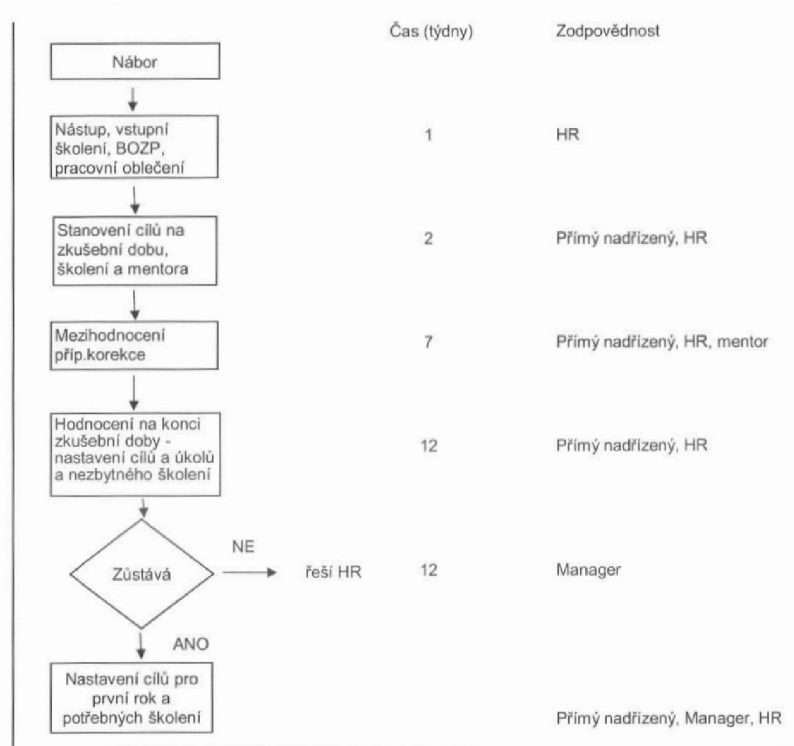 Čas (týdny) Zodpovědnost
Nábor
Nástup, vstupní
školení, BOZP,
pracovní oblečení
1 HR
Stanovení cílů na
zkušební dobu,
školení a mentora
2 Přímý nadřízený, HR
Mezihodnocení
příp.korekce
7 Přímý nadřízený, HR, mentor
Hodnocení na konci
zkušební doby -
nastavení cílů a úkolů
a nezbytného školení
12 Přímý nadřízený, HR
NE
Zůstává řeší HR 12 Manager
ANO
Nastavení cílů pro
první rok a
potřebných školení
Přímý nadřízený, Manager, HR